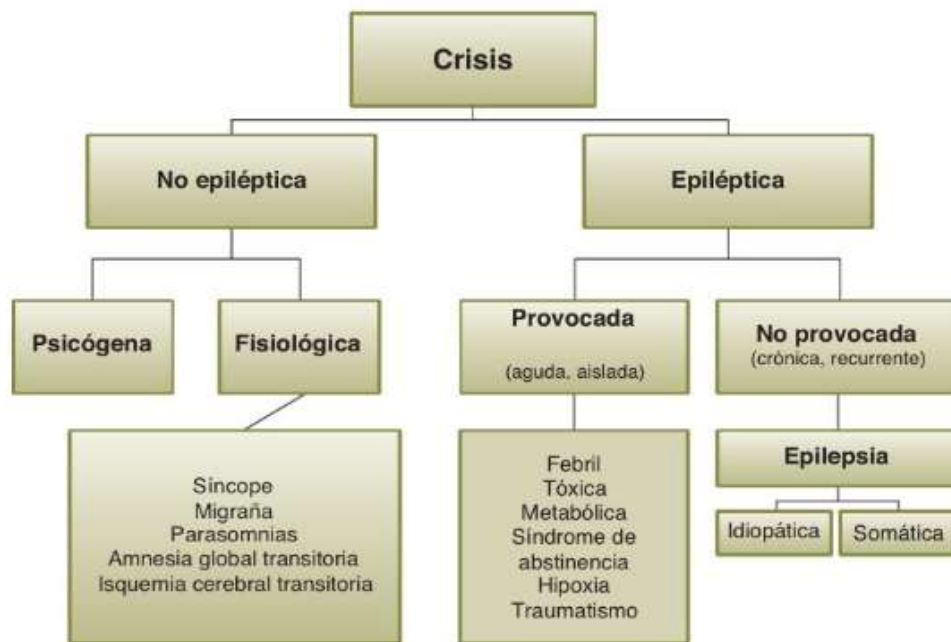 Crisis
No epiléptica
Epiléptica
Psicógena
Fisiológica
Provocada
(aguda, aislada)
No provocada
(crónica, recurrente)
Síncope
Migraña
Parasomnias
Amnesia global transitoria
Isquemia cerebral transitoria
Febril
Tóxica
Metabólica
Síndrome de
abstinencia
Hipoxia
Traumatismo
Epilepsia
Idiopática
Somática